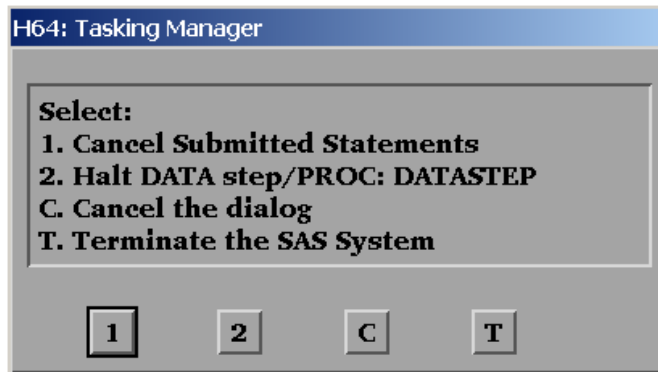 H64: Tasking Manager
Select:
1. Cancel Submitted Statements
2. Halt DATA step/PROC: DATASTEP
C. Cancel the dialog
T. Terminate the SAS System
1 2 C T